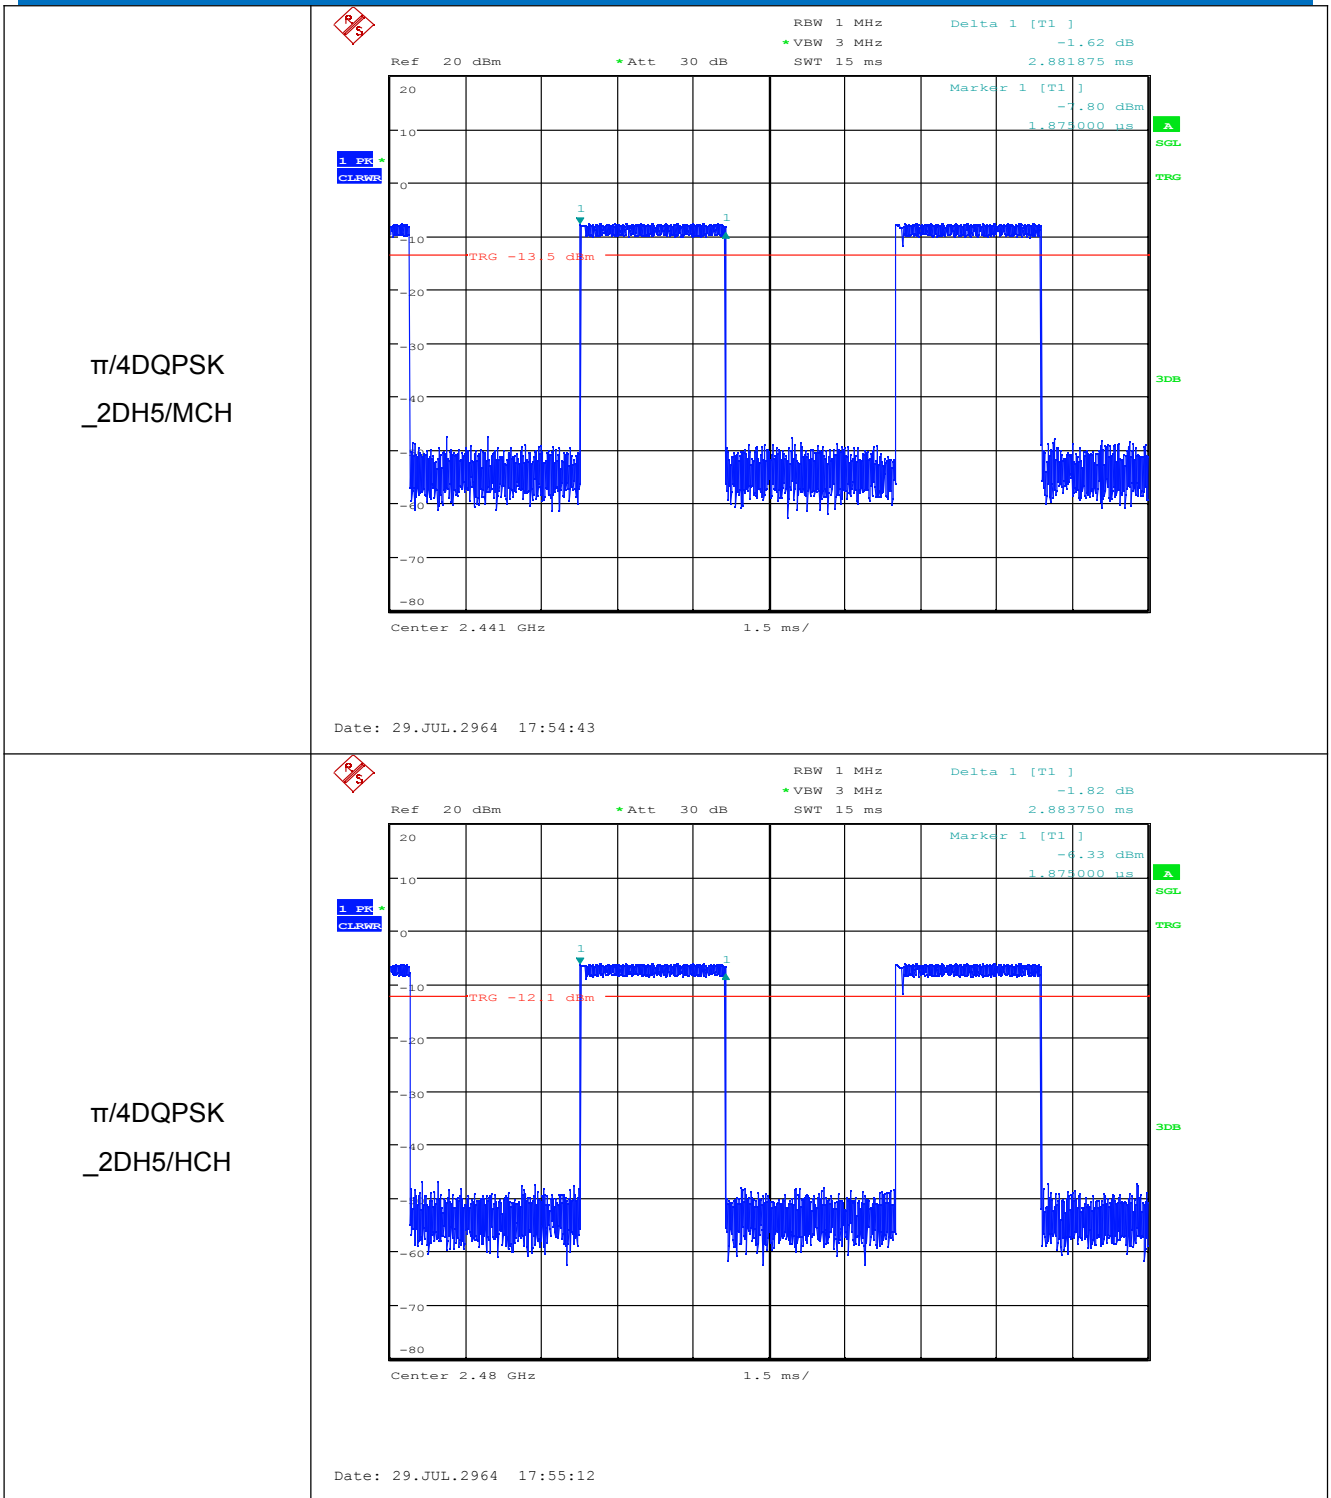 π/4DQPSK
_2DH5/MCH
R S
RBW 1 MHz Delta 1 [T1 ]
*VBW 3 MHz -1.62 dB
Ref 20 dBm *Att 30 dB SWT 15 ms 2.881875 ms
20 Marker 1 [T1 ]
-7.80 dBm
1.875000 us A
10
SGL
1 PK *
CLRWR
TRG
0
1
1
-10
TRG -13.5 dBm
-20
-30
3DB
-40
-60
-70
-80
Center 2.441 GHz 1.5 ms/
Date: 29.JUL.2964 17:54:43
π/4DQPSK
_2DH5/HCH
R S
RBW 1 MHz Delta 1 [T1 ]
*VBW 3 MHz -1.82 dB
Ref 20 dBm *Att 30 dB SWT 15 ms 2.883750 ms
20 Marker 1 [T1 ]
-6.33 dBm
1.875000 us A
10
SGL
1 PK *
CLRWR
TRG
0
1
1
-10
TRG -12.1 dBm
-20
-30
3DB
-40
-60
-70
-80
Center 2.48 GHz 1.5 ms/
Date: 29.JUL.2964 17:55:12